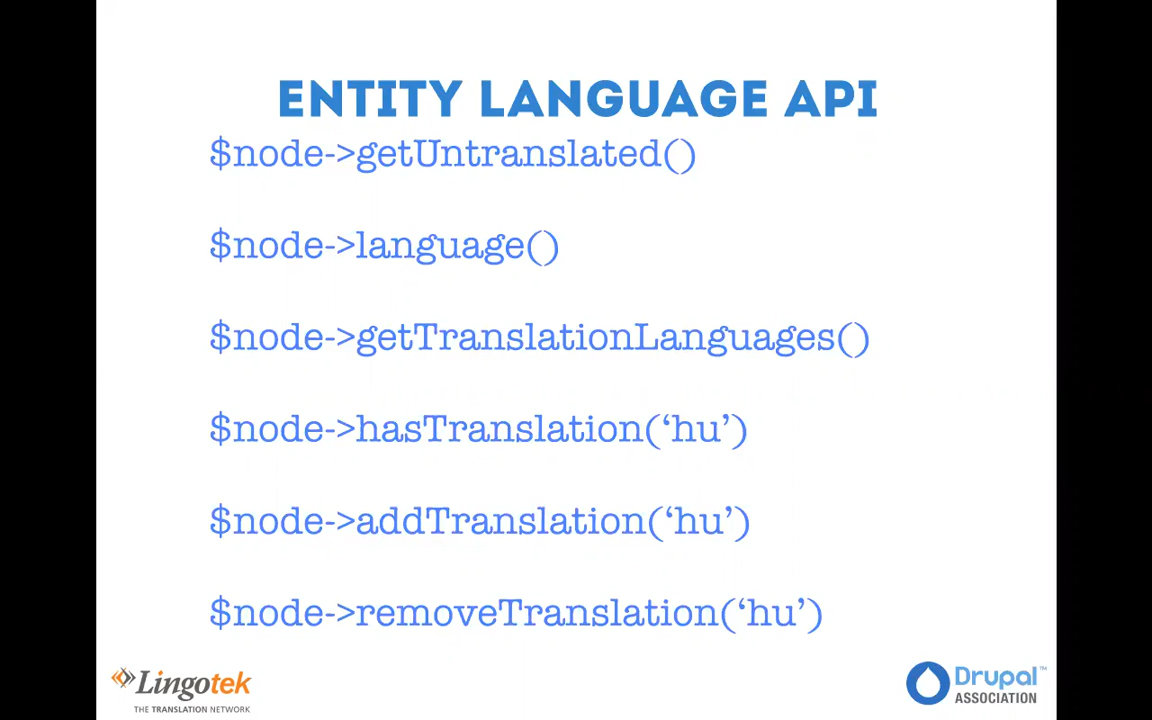 ENTITY LANGUAGE API
$node->getUntranslated()
$node->language()
$node->getTranslationLanguages()
$node->hasTranslation(‘hu’)
$node->addTranslation(‘hu’)
$node->removeTranslation(‘hu’)
Lingotek
THE TRANSLATION NETWORK
Drupal™
ASSOCIATION